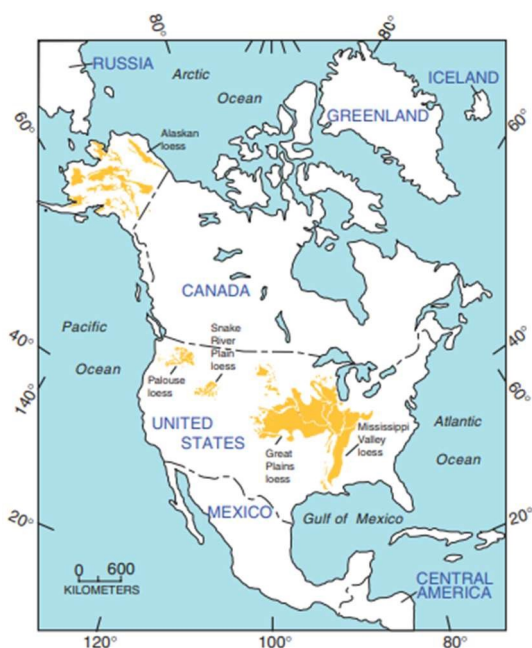 80°
80°
RUSSIA
Arctic
Ocean
ICELAND
GREENLAND
60°
60°
Alaskan
loess
CANADA
Pacific
Ocean
Snake
River
Plain
loess
40°
40°
Palouse
loess
140°
60°
UNITED
STATES
Mississippi
Valley
loess
Atlantic
Ocean
Great
Plains
loess
MEXICO
Gulf of Mexico
20°
20°
0 600
KILOMETERS
CENTRAL
AMERICA
120°
100°
80°